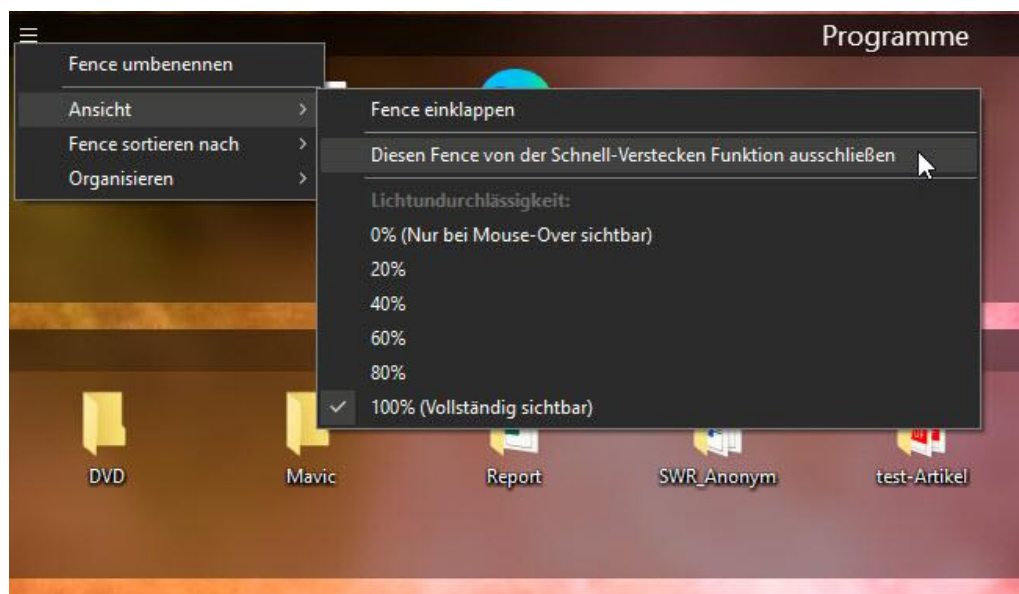 Programme
Fence umbenennen
Ansicht
Fence sortieren nach
Organisieren
Fence einklappen
Diesen Fence von der Schnell-Verstecken Funktion ausschließen
Lichtundurchlässigkeit:
0% (Nur bei Mouse-Over sichtbar)
20%
40%
60%
80%
100% (Vollständig sichtbar)
DVD
Mavic
Report
SWR_Anonym
test-Artikel